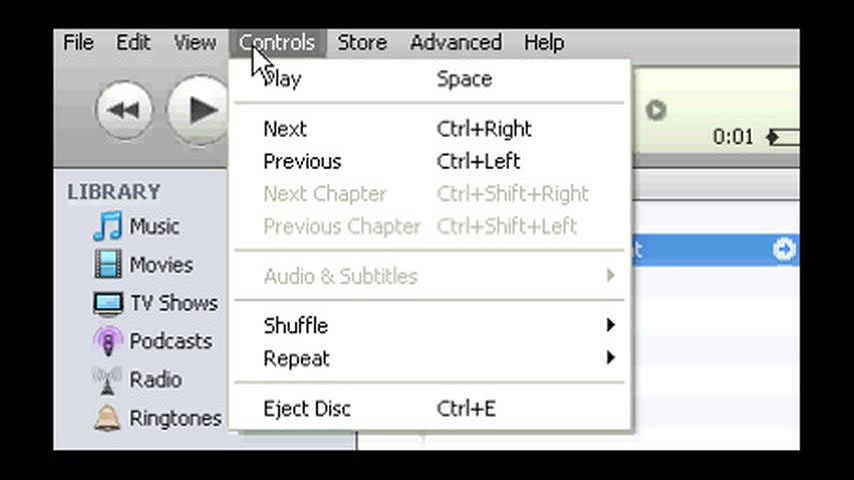 File Edit View Controls Store Advanced Help
Play Space
Next Ctrl+Right
Previous Ctrl+Left
Next Chapter Ctrl+Shift+Right
Previous Chapter Ctrl+Shift+Left
Audio & Subtitles
Shuffle
Repeat
Eject Disc Ctrl+E
0:01
LIBRARY
Music
Movies
TV Shows
Podcasts
Radio
Ringtones